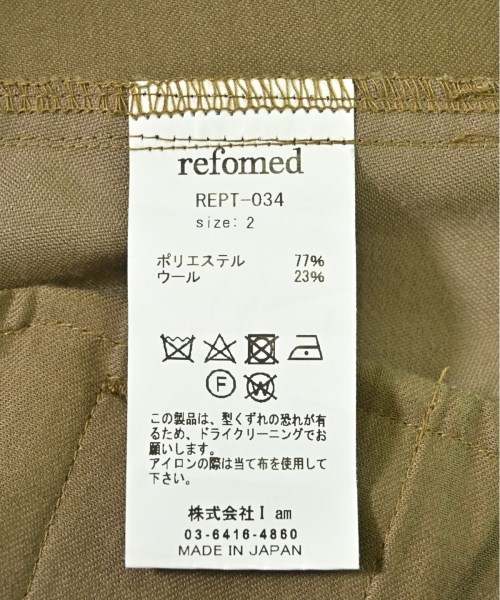 refomed
REPT-034
size: 2
ポリエステル 77%
ウール 23%
F W
この製品は、型くずれの恐れが有
るため、ドライクリーニングでお
願いします。
アイロンの際は当て布を使用して
下さい。
株式会社I am
03-6416-4860
MADE IN JAPAN